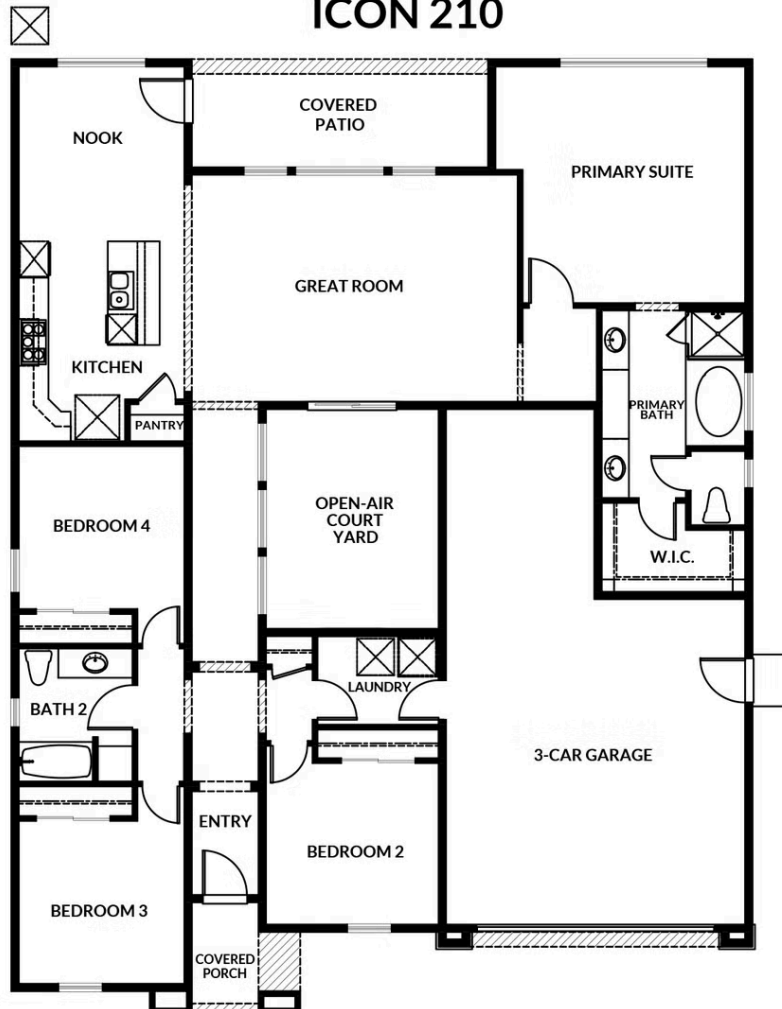 ICON 210
COVERED
PATIO
NOOK
PRIMARY SUITE
GREAT ROOM
KITCHEN
PANTRY
PRIMARY
BATH
OPEN-AIR
COURT
YARD
BEDROOM 4
W.I.C.
LAUNDRY
BATH 2
3-CAR GARAGE
ENTRY
BEDROOM 2
BEDROOM 3
COVERED
PORCH